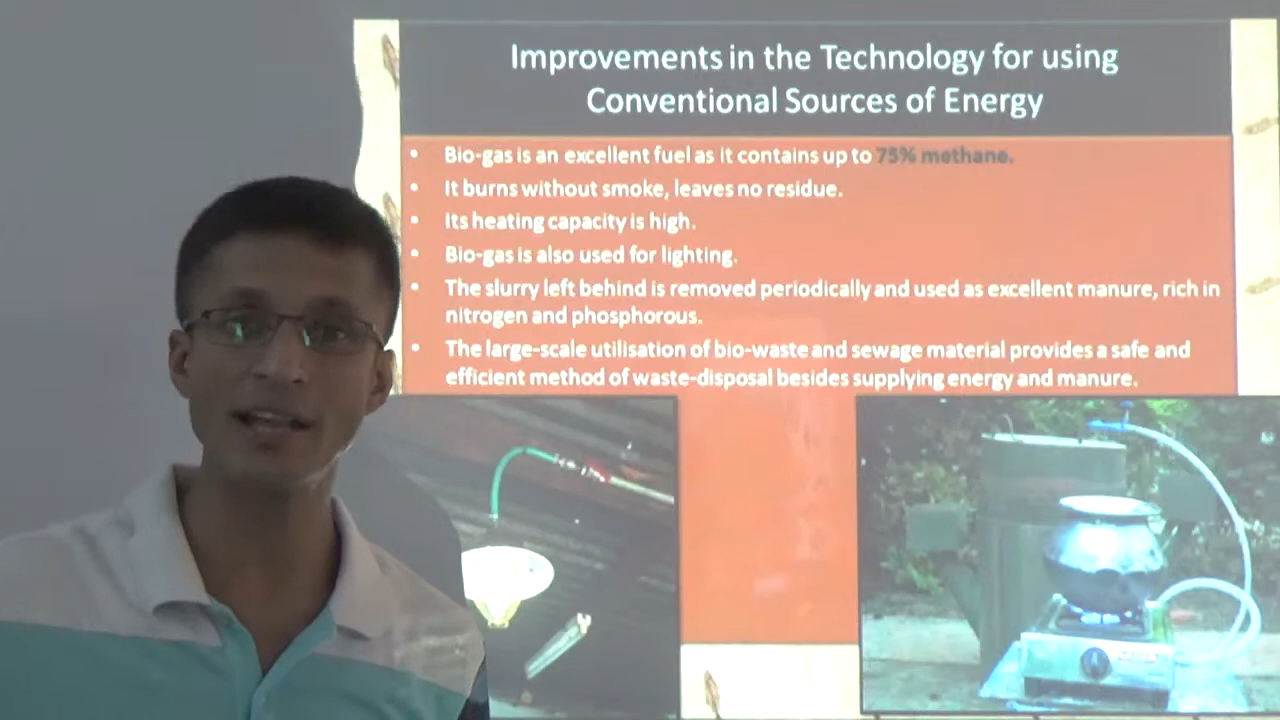 Improvements in the Technology for using
Conventional Sources of Energy
• Bio-gas is an excellent fuel as it contains up to 75% methane.
• It burns without smoke, leaves no residue.
• Its heating capacity is high.
• Bio-gas is also used for lighting.
• The slurry left behind is removed periodically and used as excellent manure, rich in
nitrogen and phosphorous.
• The large-scale utilisation of bio-waste and sewage material provides a safe and
efficient method of waste-disposal besides supplying energy and manure.